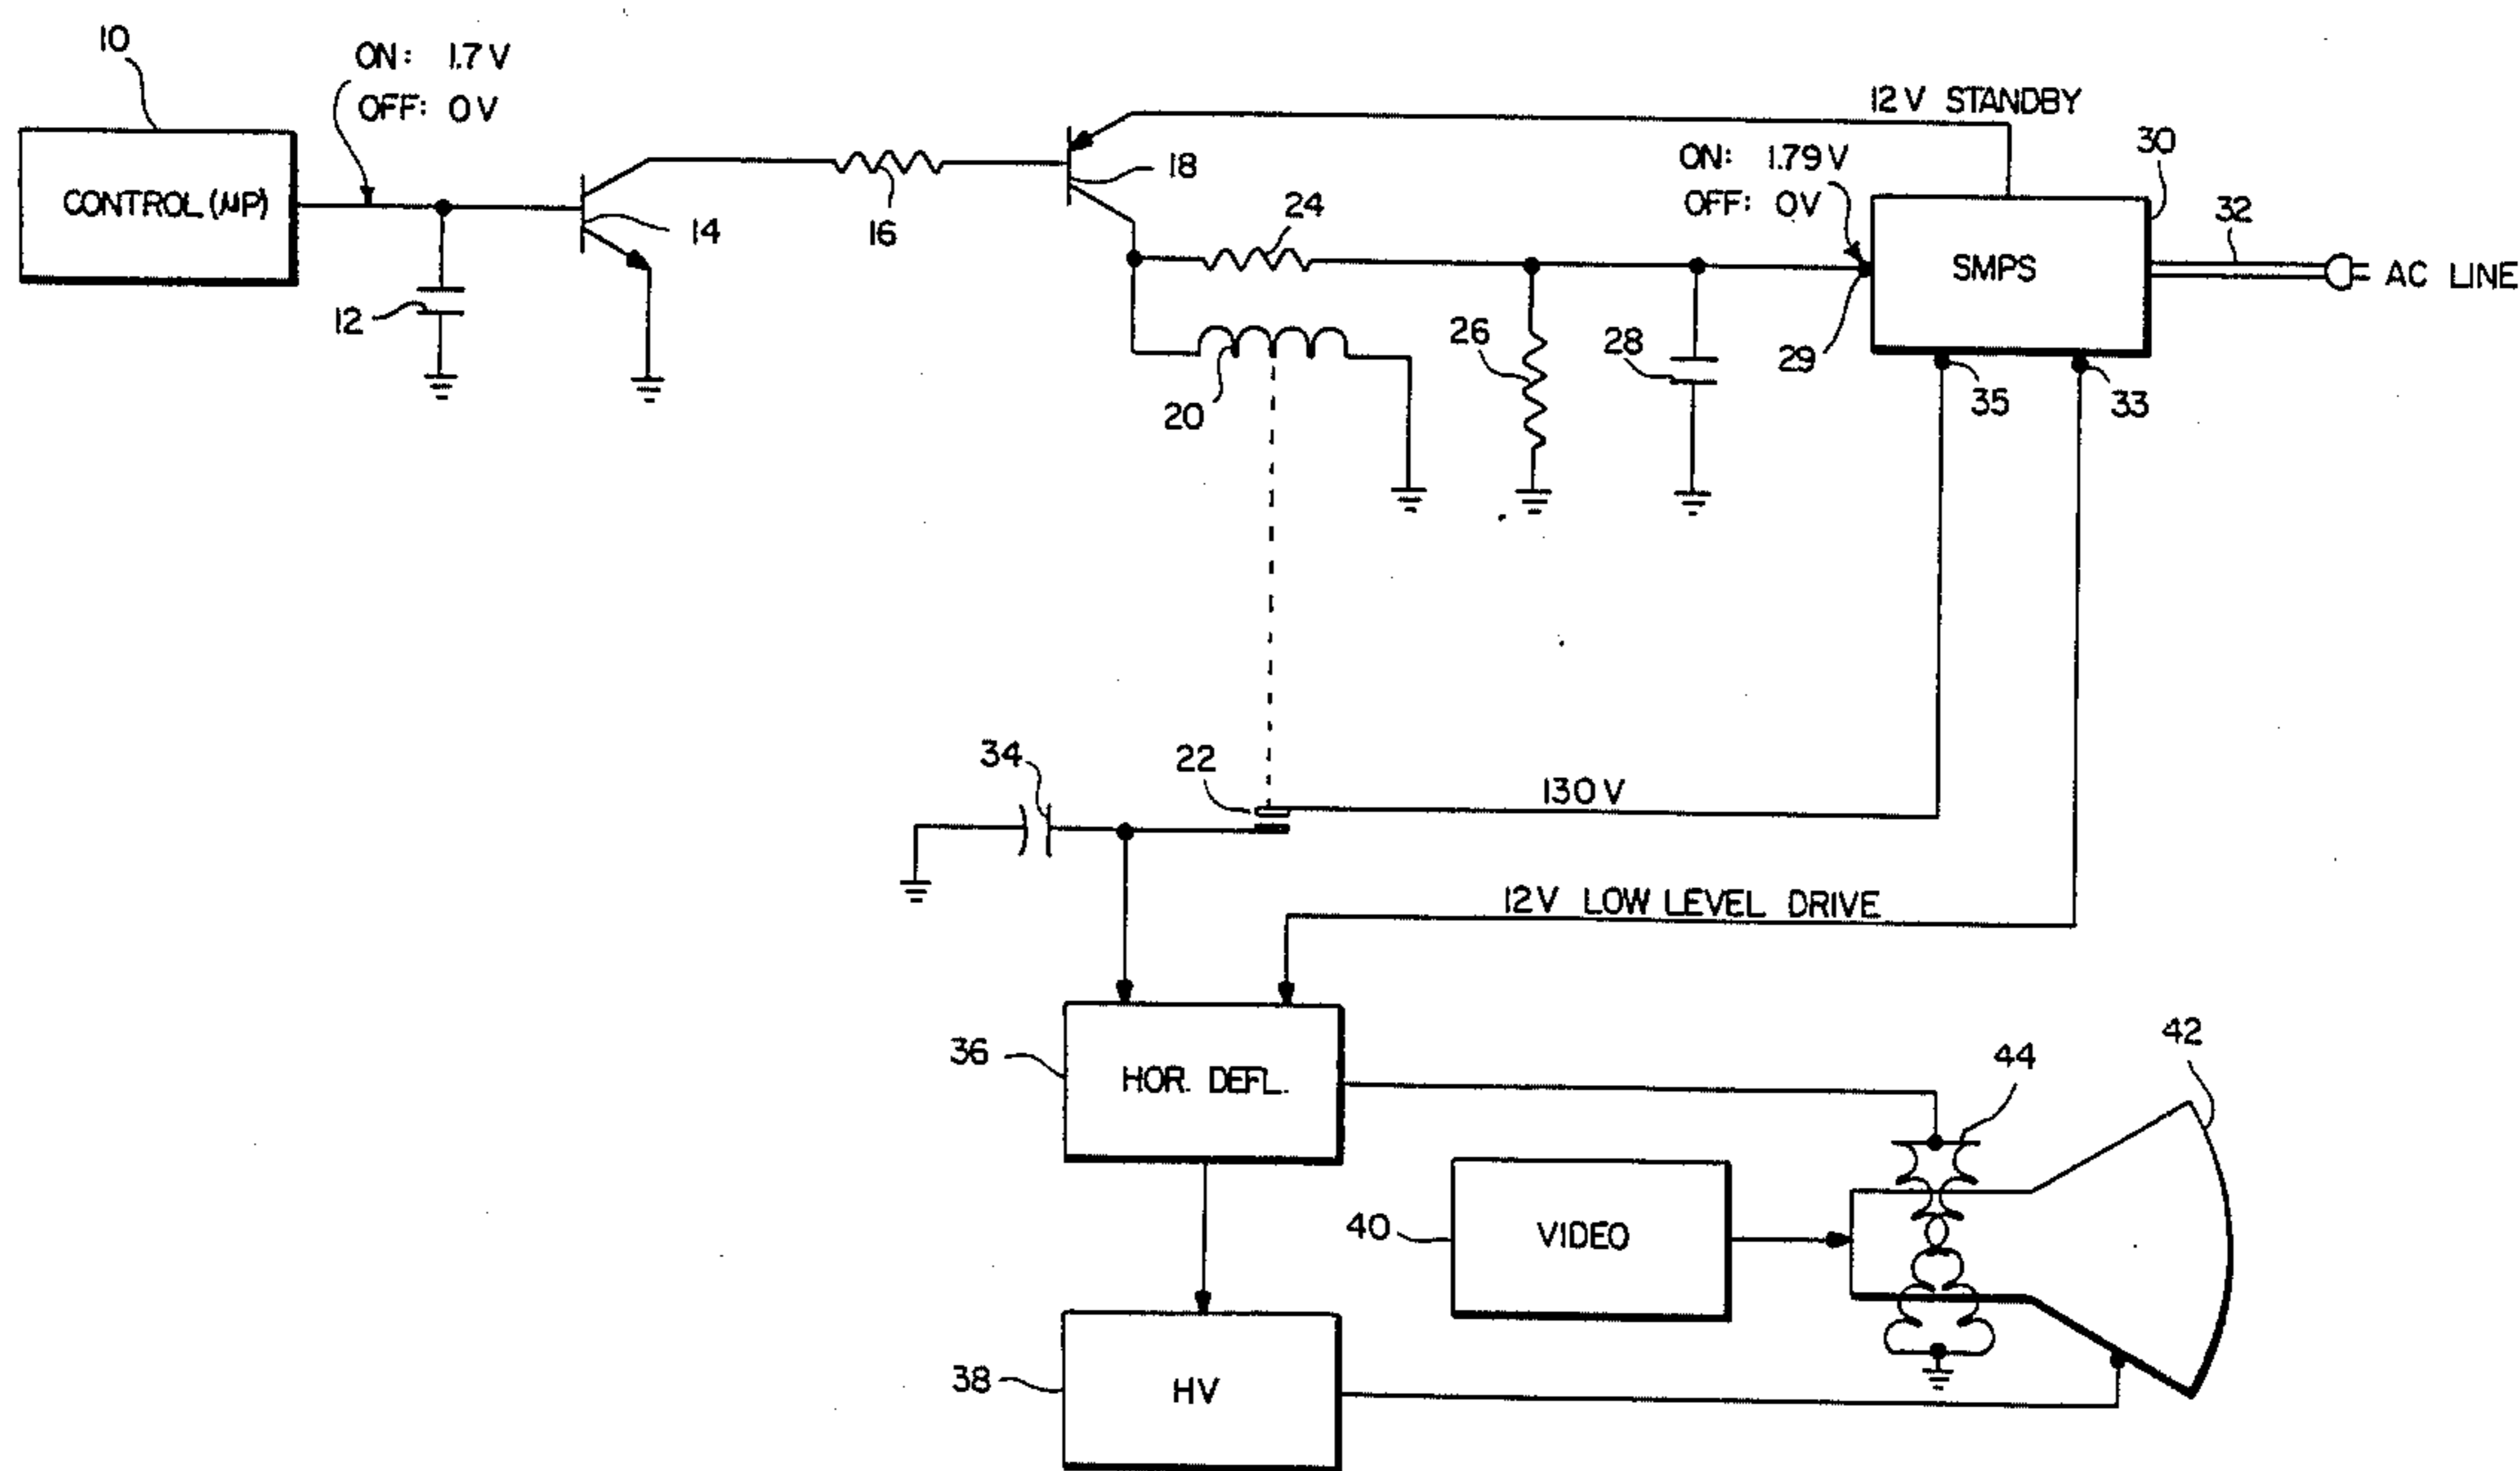 10
ON: 1.7 V
OFF: 0 V
CONTROL (μP)
12
14
16
18
12 V STANDBY
30
ON: 1.79 V
OFF: 0V
24
32
SMPS
AC LINE
20
26
28
29
35
33
34
22
130 V
12 V LOW LEVEL DRIVE
36
HOR. DEFL.
44
42
40
VIDEO
38
HV